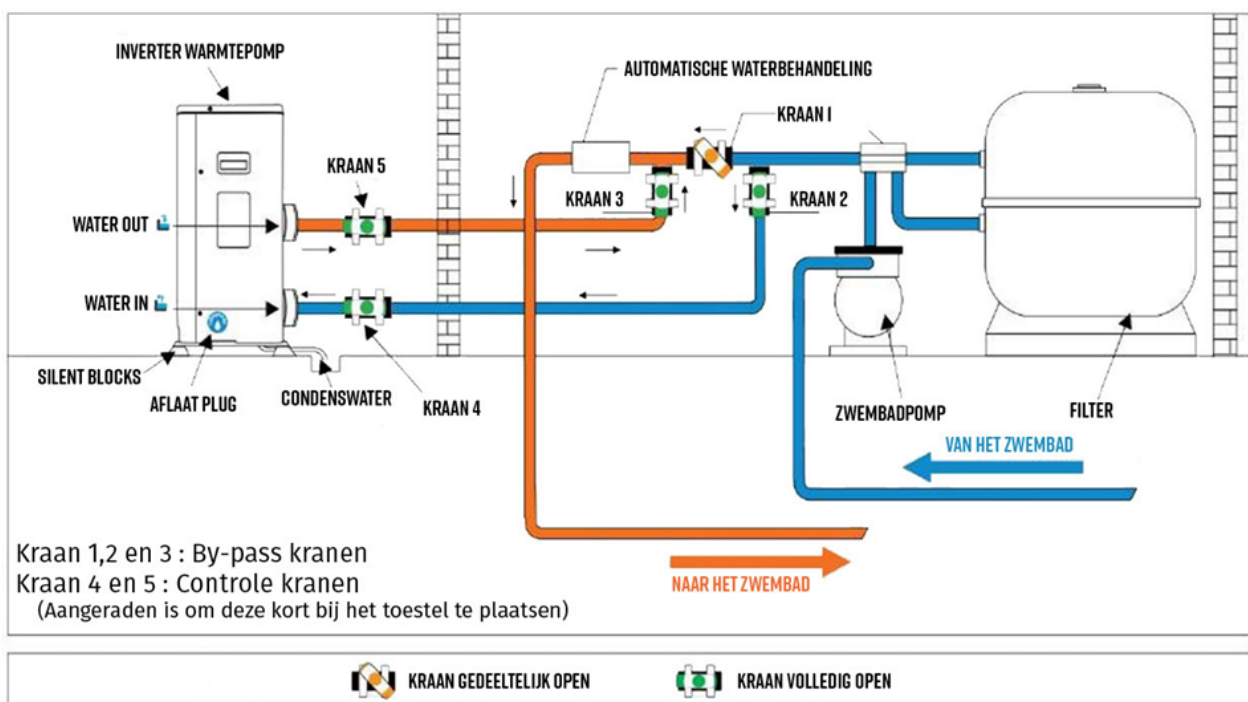 INVERTER WARMTEPOMP
AUTOMATISCHE WATERBEHANDELING
KRAAN 1
KRAAN 5
KRAAN 3
KRAAN 2
WATER OUT
WATER IN
SILENT BLOCKS
AFLAAT PLUG
CONDENSWATER
KRAAN 4
ZWEMBADPOMP
FILTER
VAN HET ZWEMBAD
NAAR HET ZWEMBAD
Kraan 1,2 en 3 : By-pass kranen
Kraan 4 en 5 : Controle kranen
(Aangeraden is om deze kort bij het toestel te plaatsen)
KRAAN GEDEELTELIJK OPEN
KRAAN VOLLEDIG OPEN